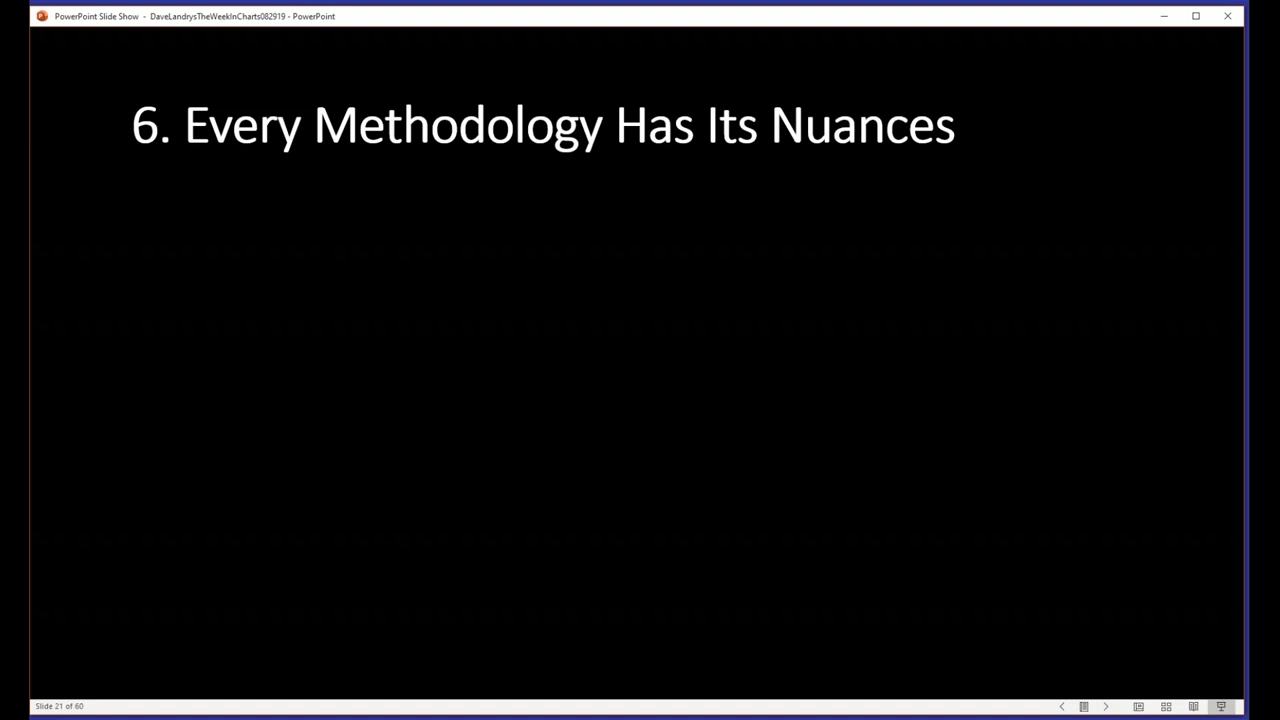 PowerPoint Slide Show - DaveLandrysTheWeekInCharts082919 - PowerPoint
6. Every Methodology Has Its Nuances
Slide 21 of 60